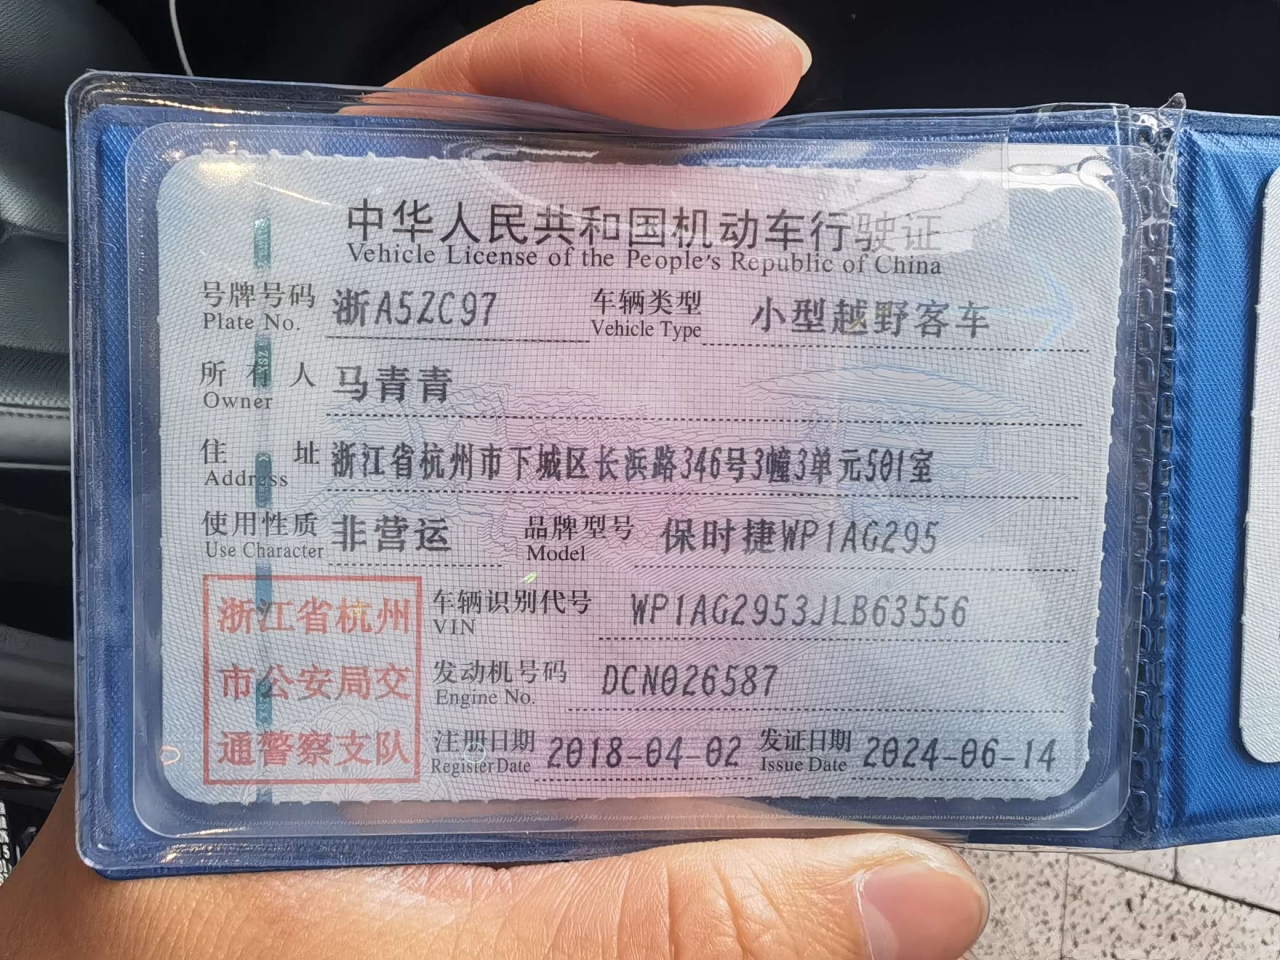 中华人民共和国机动车行驶证
Vehicle License of the People's Republic of China
号牌号码 浙A5ZC97 车辆类型 小型越野客车
Plate No. Vehicle Type
所有人 马青青
Owner
住址 浙江省杭州市下城区长浜路346号3幢3单元501室
Address
使用性质 非营运 品牌型号 保时捷WP1AG295
Use Character Model
浙江省杭州
市公安局交
通警察支队
车辆识别代号 WP1AG2953JLB63556
VIN
发动机号码 DCN026587
Engine No.
注册日期 2018-04-02 发证日期 2024-06-14
Register Date Issue Date